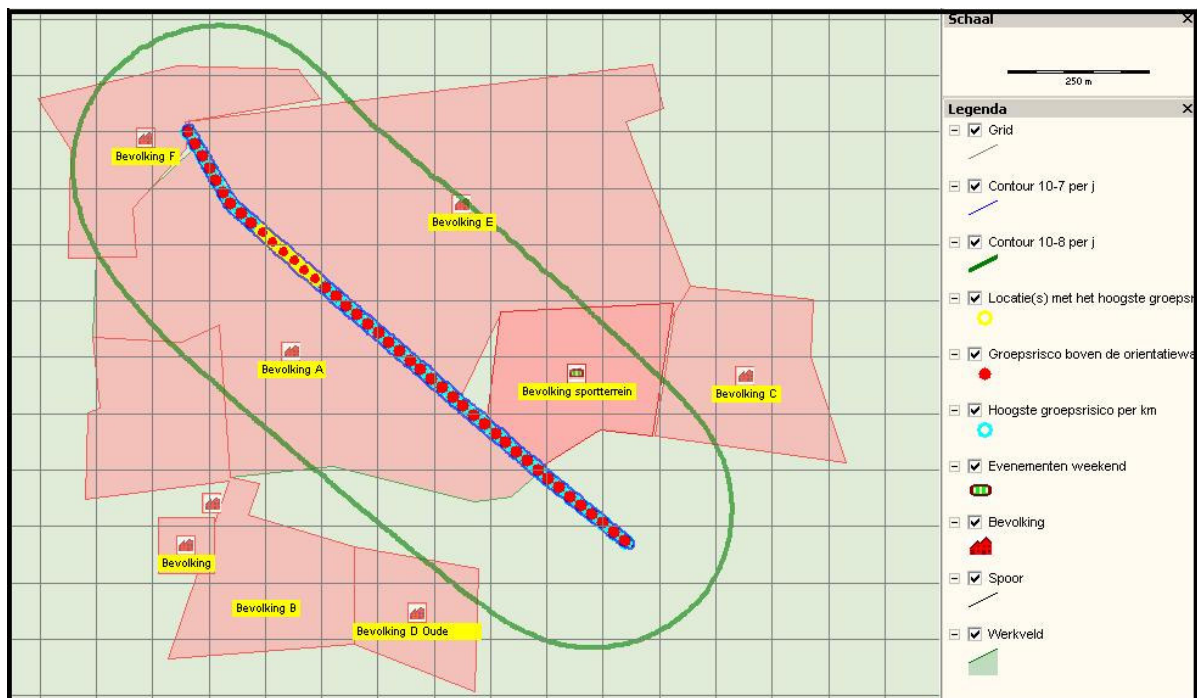 Schaal
250 m
Legenda
Grid
Contour 10-7 per j
Contour 10-8 per j
Locatie(s) met het hoogste groepsr
Groepsrisico boven de orientatiewa
Hoogste groepsrisico per km
Evenementen weekend
Bevolking
Spoor
Werkveld
Bevolking F
Bevolking E
Bevolking A
Bevolking sportterrein
Bevolking C
Bevolking
Bevolking B
Bevolking D Oude